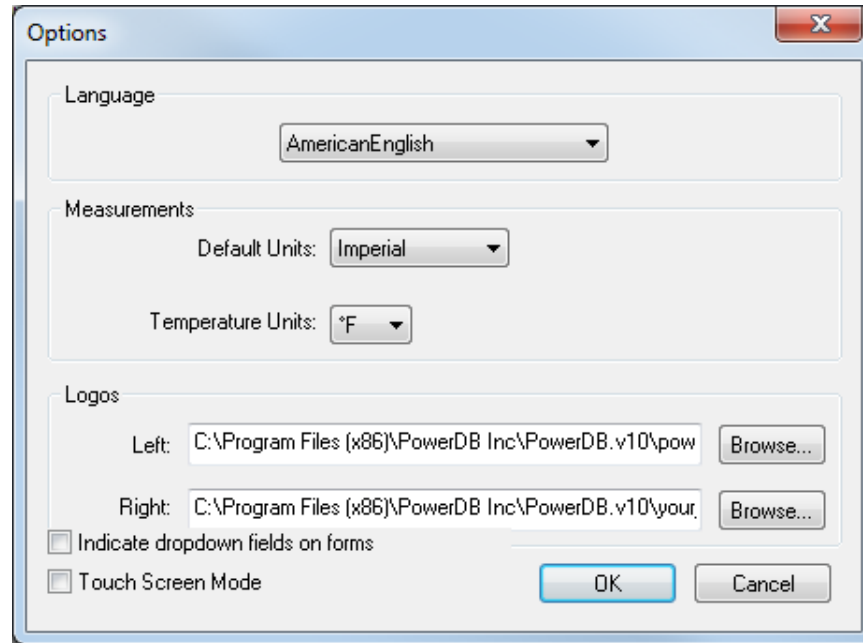 Options
Language
AmericanEnglish
Measurements
Default Units: Imperial
Temperature Units: °F
Logos
Left: C:\Program Files (x86)\PowerDB Inc\PowerDB.v10\pow Browse...
Right: C:\Program Files (x86)\PowerDB Inc\PowerDB.v10\your_ Browse...
Indicate dropdown fields on forms
Touch Screen Mode OK Cancel